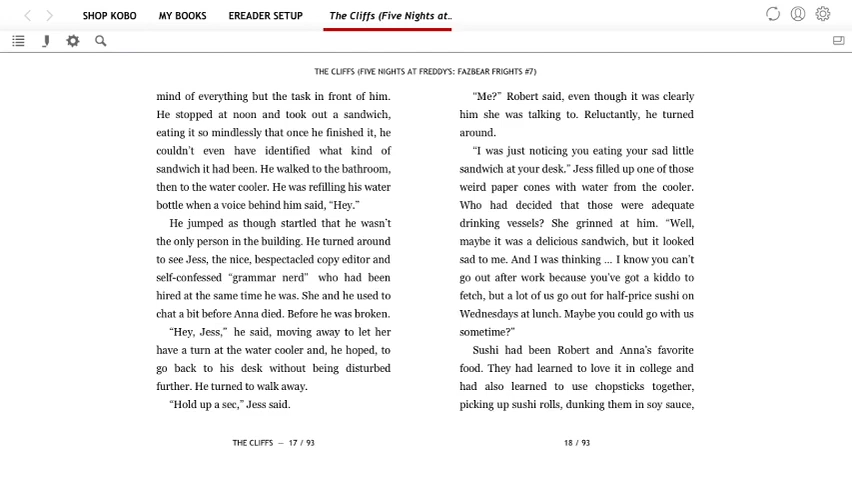 SHOP KOBO MY BOOKS EREADER SETUP The Cliffs (Five Nights at..
THE CLIFFS (FIVE NIGHTS AT FREDDY'S: FAZBEAR FRIGHTS #7)
mind of everything but the task in front of him.
He stopped at noon and took out a sandwich,
eating it so mindlessly that once he finished it, he
couldn’t even have identified what kind of
sandwich it had been. He walked to the bathroom,
then to the water cooler. He was refilling his water
bottle when a voice behind him said, “Hey.”
He jumped as though startled that he wasn’t
the only person in the building. He turned around
to see Jess, the nice, bespectacled copy editor and
self-confessed “grammar nerd” who had been
hired at the same time he was. She and he used to
chat a bit before Anna died. Before he was broken.
“Hey, Jess,” he said, moving away to let her
have a turn at the water cooler and, he hoped, to
go back to his desk without being disturbed
further. He turned to walk away.
“Hold up a sec,” Jess said.
THE CLIFFS — 17 / 93
“Me?” Robert said, even though it was clearly
him she was talking to. Reluctantly, he turned
around.
“I was just noticing you eating your sad little
sandwich at your desk.” Jess filled up one of those
weird paper cones with water from the cooler.
Who had decided that those were adequate
drinking vessels? She grinned at him. “Well,
maybe it was a delicious sandwich, but it looked
sad to me. And I was thinking ... I know you can’t
go out after work because you’ve got a kiddo to
fetch, but a lot of us go out for half-price sushi on
Wednesdays at lunch. Maybe you could go with us
sometime?”
Sushi had been Robert and Anna’s favorite
food. They had learned to love it in college and
had also learned to use chopsticks together,
picking up sushi rolls, dunking them in soy sauce,
18 / 93